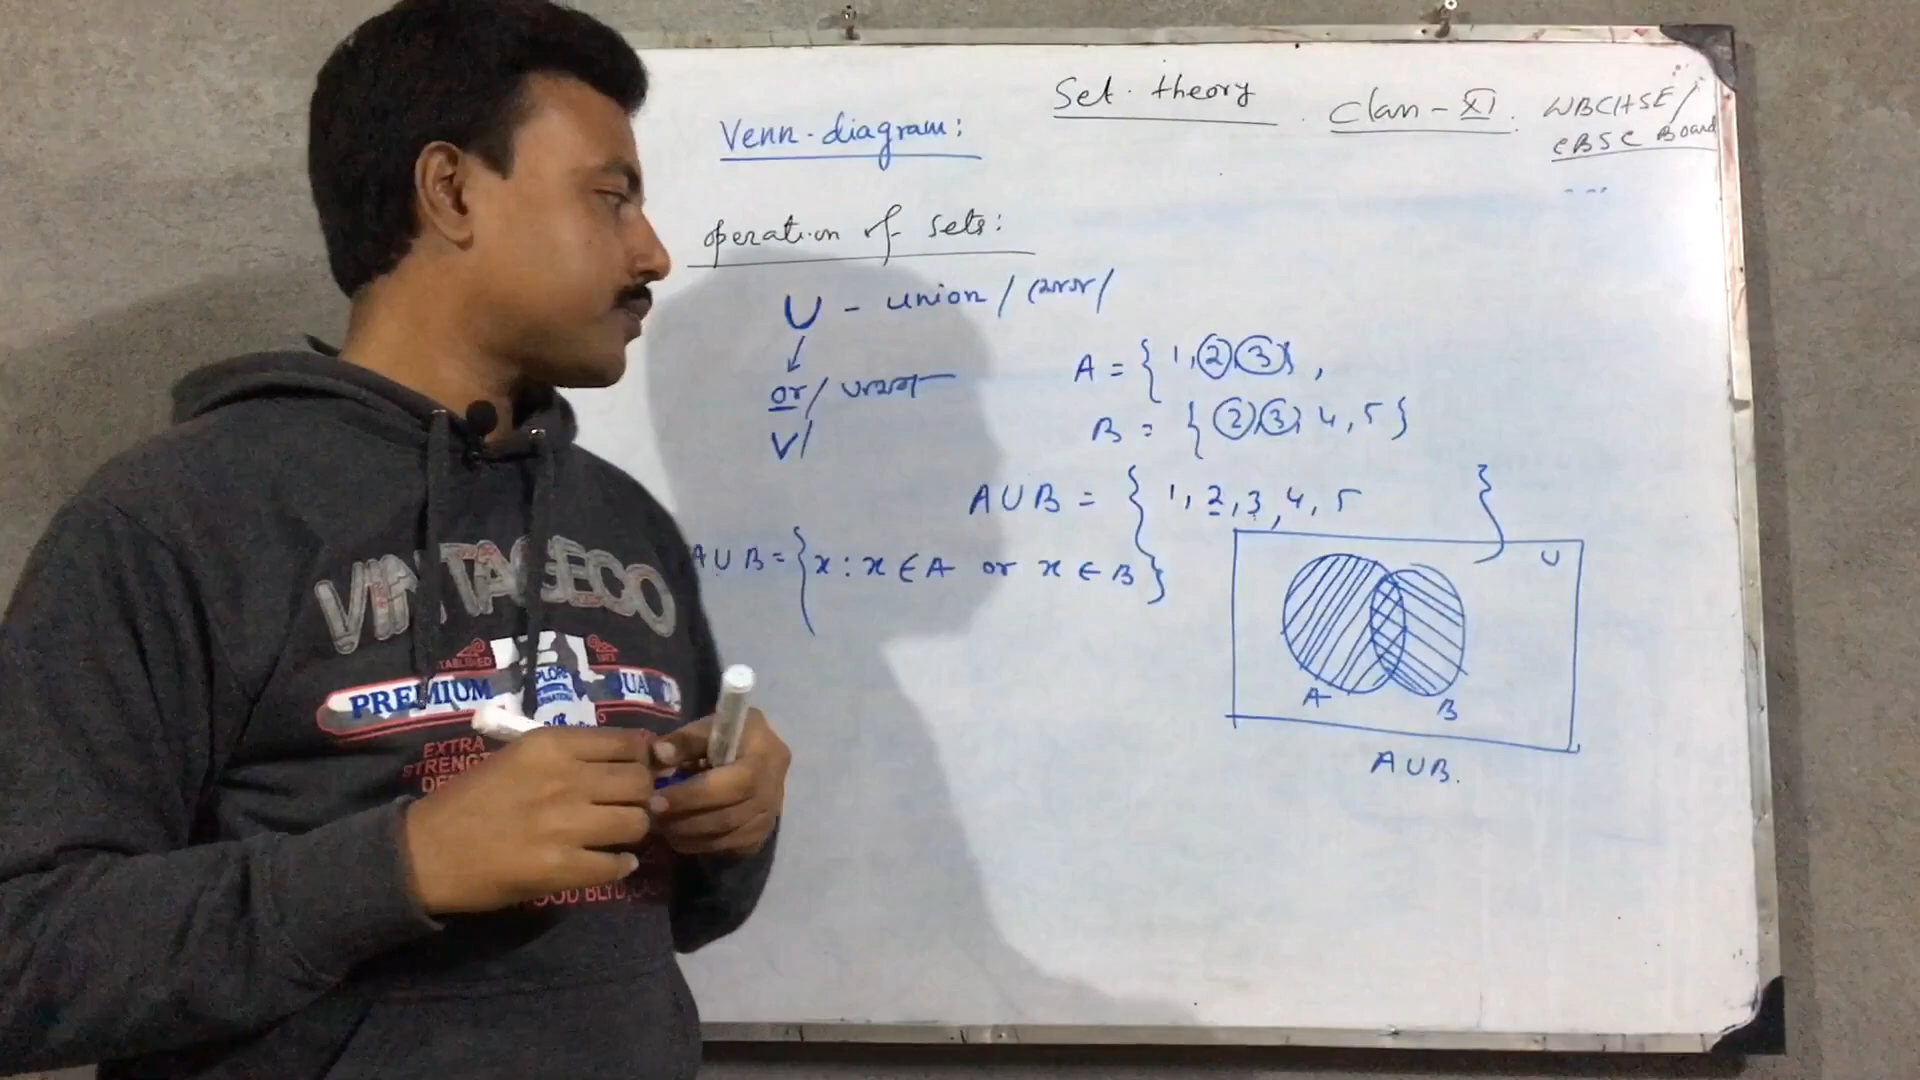 Set theory
Class - XI
WBCHSE/
CBSE Board
Venn-diagram:
Operation of sets:
U - union /
or/
V/
A = { 1, 2, 3 },
B = { 2, 3, 4, 5 }
A ∪ B = { 1, 2, 3, 4, 5 }
A ∪ B = { x : x ∈ A or x ∈ B }
U
A
B
A ∪ B.
VINTAGECO
PREMIUM
EXTRA